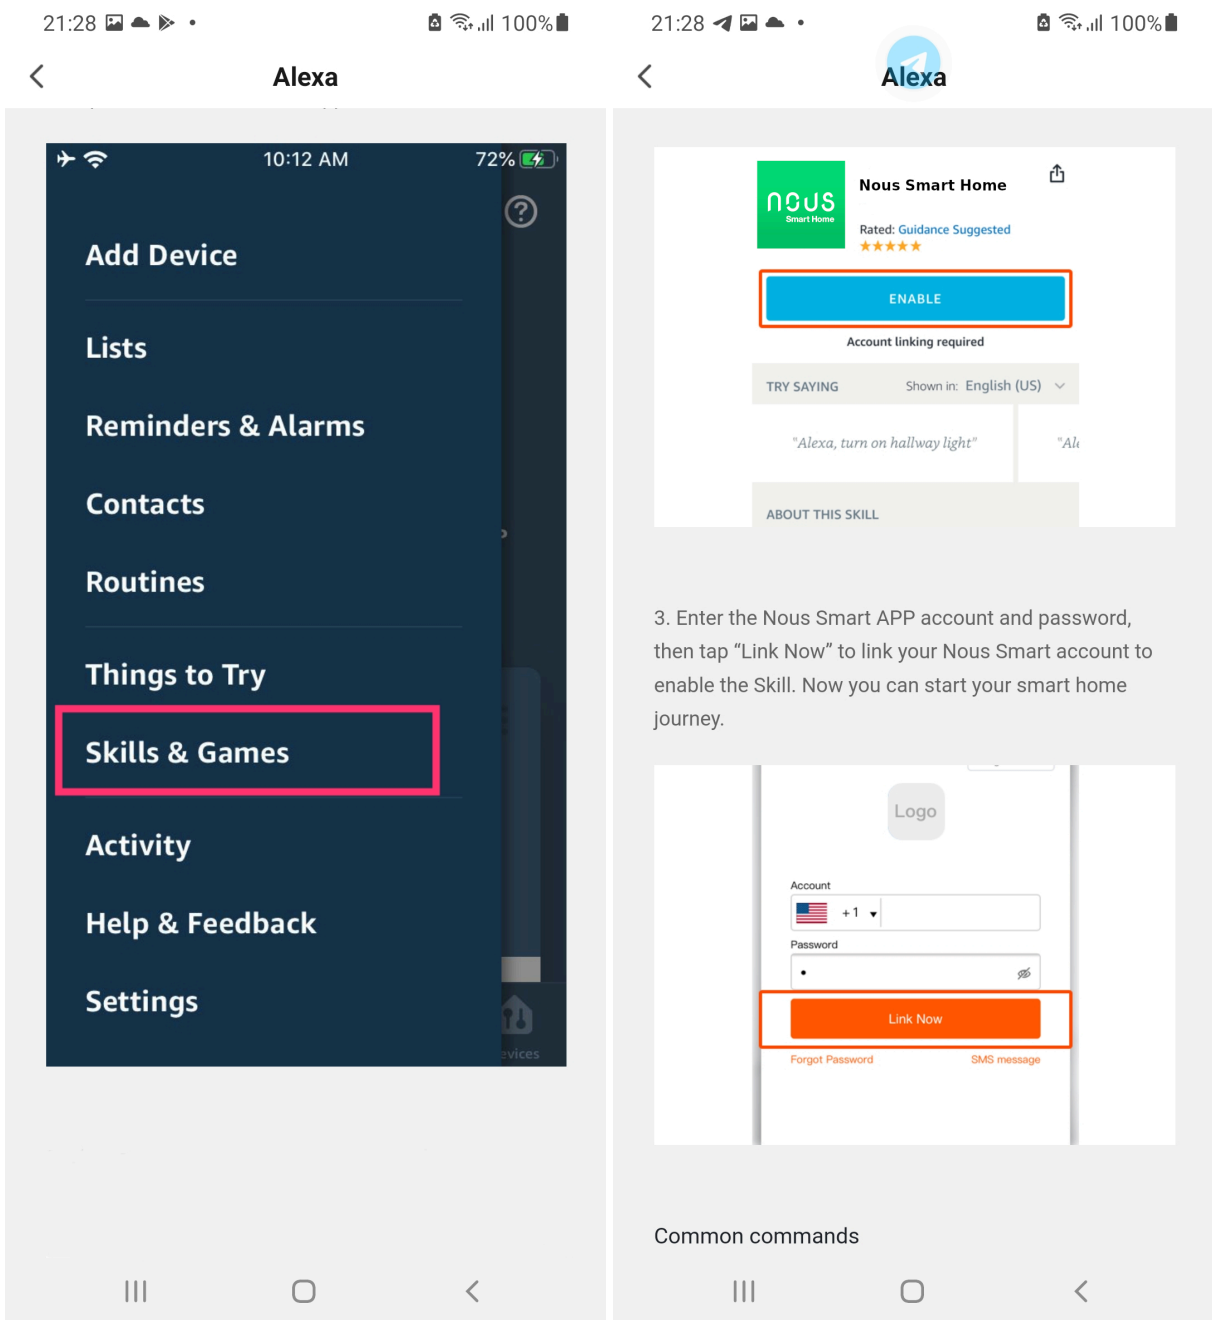 21:28
100%
Alexa
10:12 AM
72%
Add Device
Lists
Reminders & Alarms
Contacts
Routines
Things to Try
Skills & Games
Activity
Help & Feedback
Settings
evices
21:28
100%
Alexa
nous
Smart Home
Nous Smart Home
Rated: Guidance Suggested
ENABLE
Account linking required
TRY SAYING Shown in: English (US)
"Alexa, turn on hallway light" "Ale
ABOUT THIS SKILL
3. Enter the Nous Smart APP account and password,
then tap “Link Now” to link your Nous Smart account to
enable the Skill. Now you can start your smart home
journey.
Logo
Account
+1
Password
Link Now
Forgot Password SMS message
Common commands